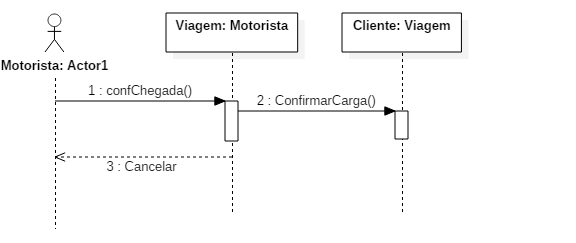 Viagem: Motorista
Cliente: Viagem
Motorista: Actor1
1 : confChegada()
2 : ConfirmarCarga()
3 : Cancelar